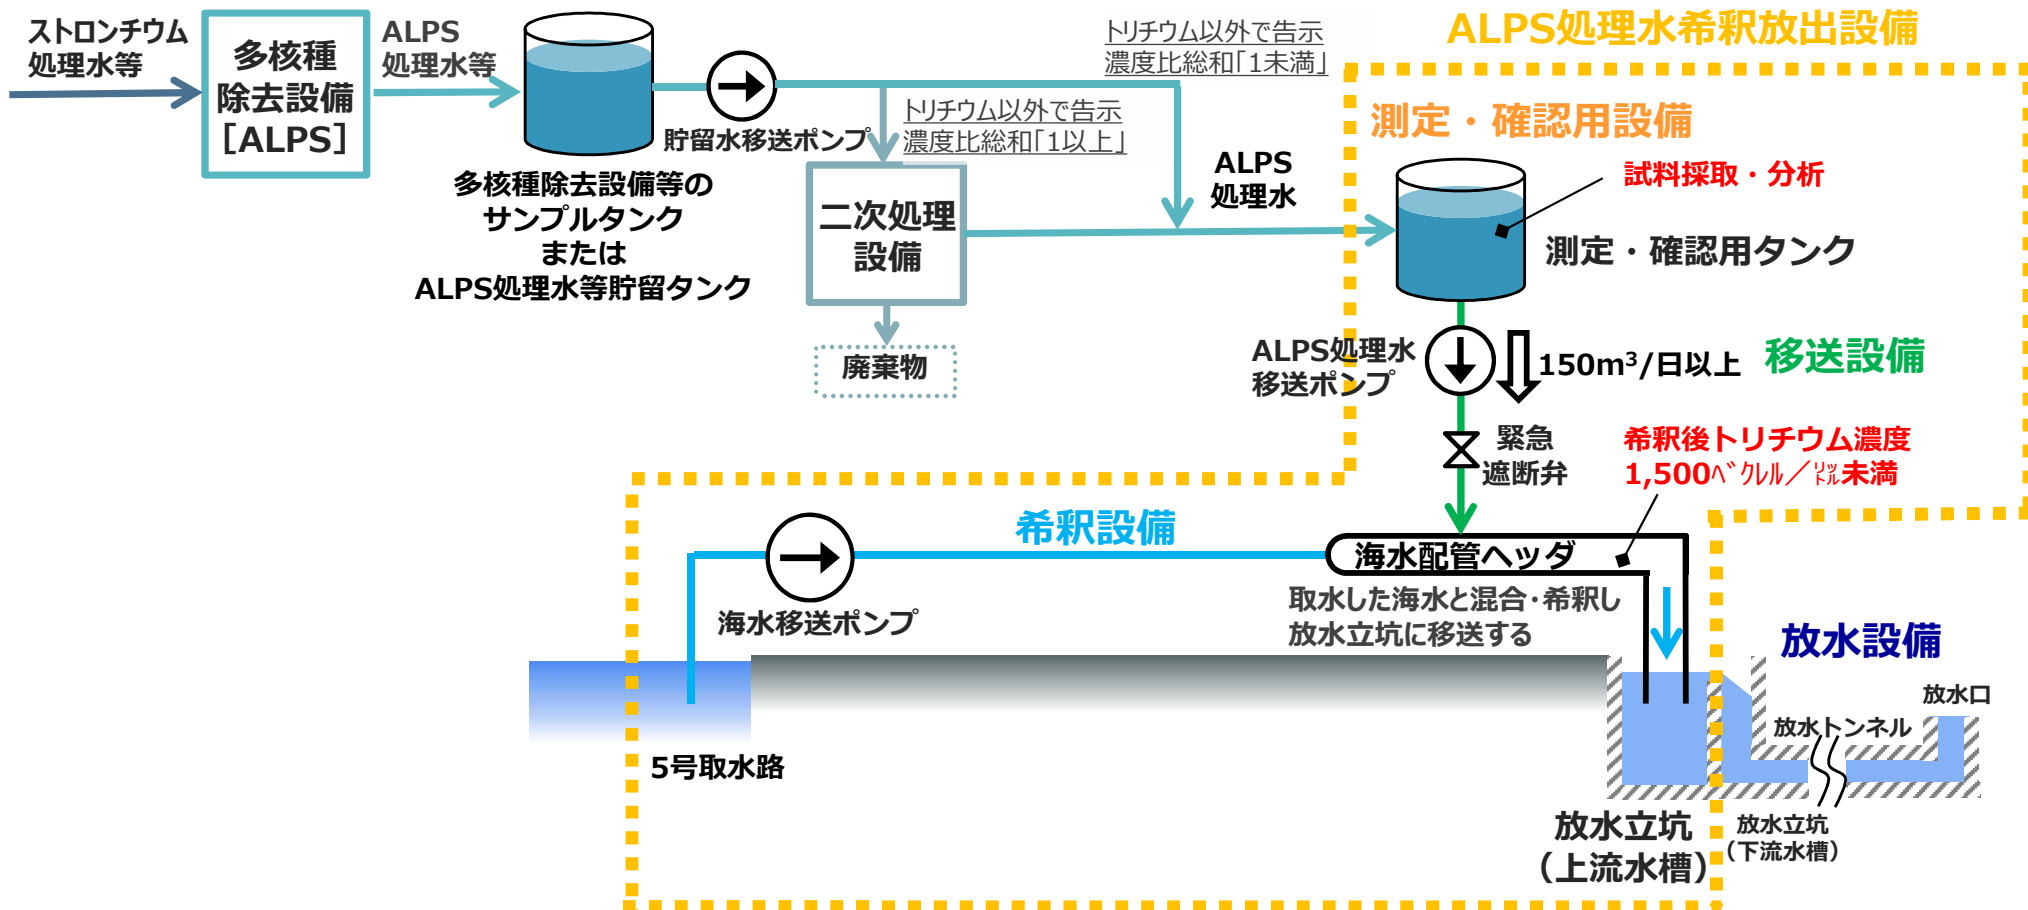 ストロンチウム
処理水等
多核種
除去設備
[ALPS]
ALPS
処理水等
貯留水移送ポンプ
多核種除去設備等の
サンプルタンク
または
ALPS処理水等貯留タンク
トリチウム以外で告示
濃度比総和｢1以上」
トリチウム以外で告示
濃度比総和｢1未満」
二次処理
設備
廃棄物
ALPS
処理水
ALPS処理水希釈放出設備
測定・確認用設備
試料採取・分析
測定・確認用タンク
ALPS処理水
移送ポンプ
150m³/日以上
移送設備
緊急
遮断弁
希釈後トリチウム濃度
1,500ﾍﾞｸﾚﾙ／㍑未満
希釈設備
海水配管ヘッダ
海水移送ポンプ
取水した海水と混合･希釈し
放水立坑に移送する
放水設備
放水口
放水トンネル
5号取水路
放水立坑
（上流水槽）
放水立坑
（下流水槽）